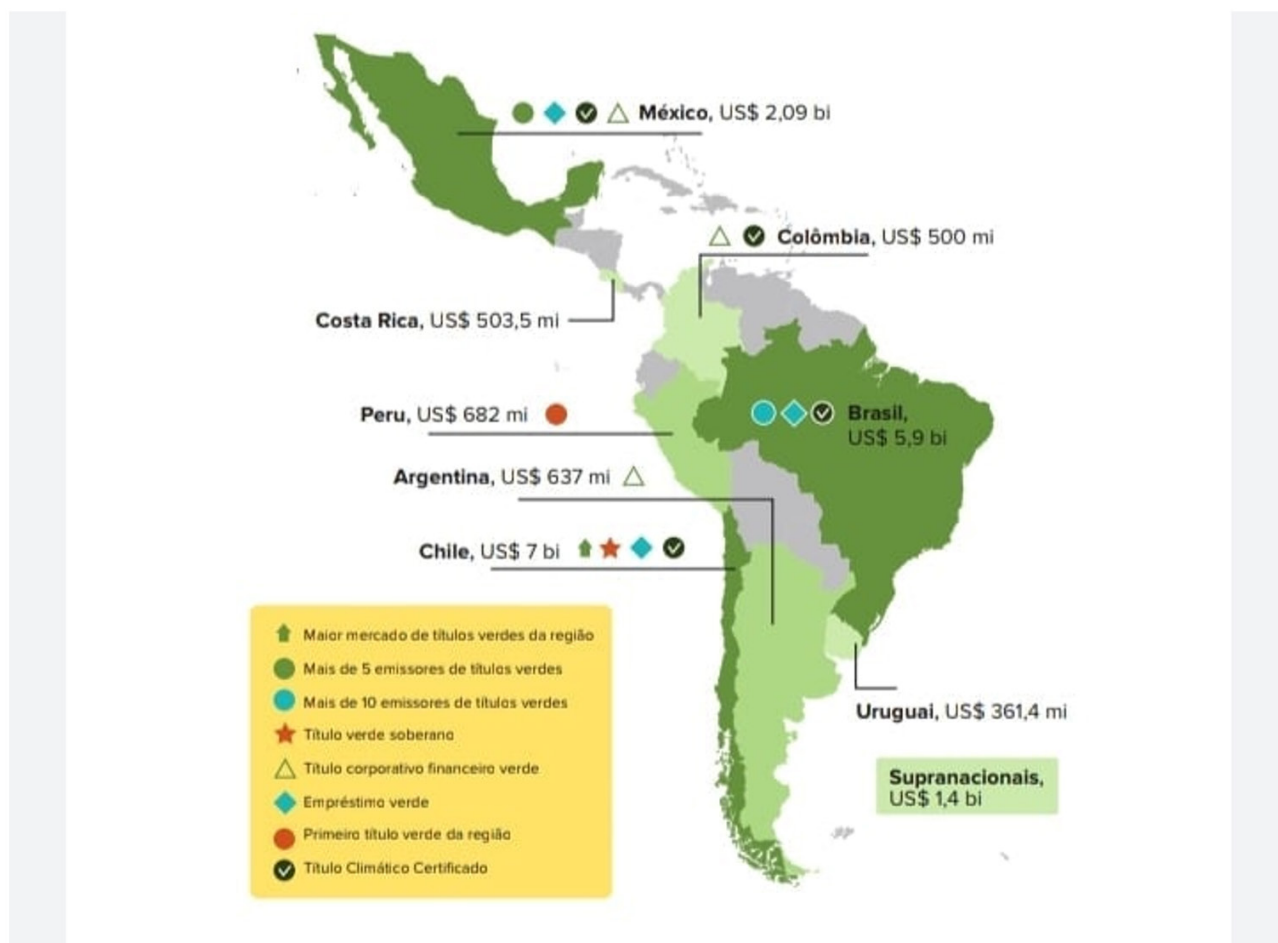 México, US$ 2,09 bi
Colômbia, US$ 500 mi
Costa Rica, US$ 503,5 mi
Peru, US$ 682 mi
Brasil,
US$ 5,9 bi
Argentina, US$ 637 mi
Chile, US$ 7 bi
Maior mercado de títulos verdes da região
Mais de 5 emissores de títulos verdes
Mais de 10 emissores de títulos verdes
Título verde soberano
Título corporativo financeiro verde
Empréstimo verde
Primeiro título verde da região
Título Climático Certificado
Uruguai, US$ 361,4 mi
Supranacionais,
US$ 1,4 bi